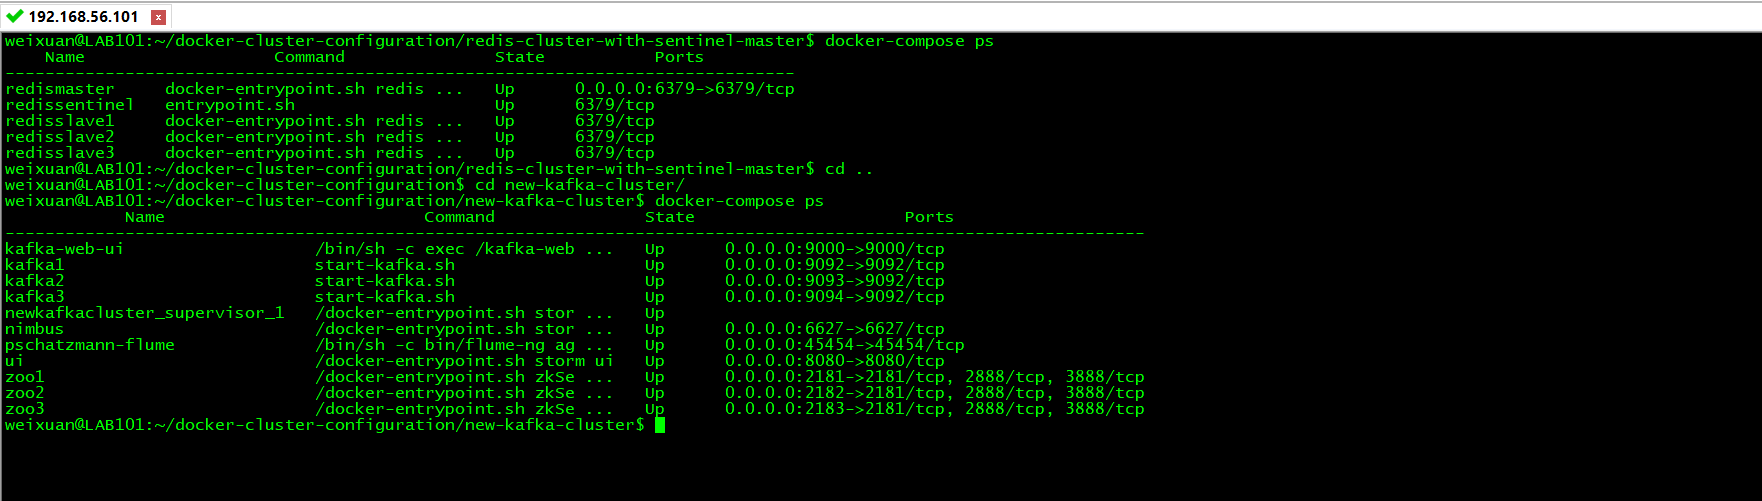 192.168.56.101 x
weixuan@LAB101:~/docker-cluster-configuration/redis-cluster-with-sentinel-master$ docker-compose ps
Name Command State Ports
-------------------------------------------------------------------------------
redismaster docker-entrypoint.sh redis ... Up 0.0.0.0:6379->6379/tcp
redissentinel entrypoint.sh Up 6379/tcp
redisslave1 docker-entrypoint.sh redis ... Up 6379/tcp
redisslave2 docker-entrypoint.sh redis ... Up 6379/tcp
redisslave3 docker-entrypoint.sh redis ... Up 6379/tcp
weixuan@LAB101:~/docker-cluster-configuration/redis-cluster-with-sentinel-master$ cd ..
weixuan@LAB101:~/docker-cluster-configuration$ cd new-kafka-cluster/
weixuan@LAB101:~/docker-cluster-configuration/new-kafka-cluster$ docker-compose ps
Name Command State Ports
------------------------------------------------------------------------------------------------------------------
kafka-web-ui /bin/sh -c exec /kafka-web ... Up 0.0.0.0:9000->9000/tcp
kafka1 start-kafka.sh Up 0.0.0.0:9092->9092/tcp
kafka2 start-kafka.sh Up 0.0.0.0:9093->9092/tcp
kafka3 start-kafka.sh Up 0.0.0.0:9094->9092/tcp
newkafkacluster_supervisor_1 /docker-entrypoint.sh stor ... Up
nimbus /docker-entrypoint.sh stor ... Up 0.0.0.0:6627->6627/tcp
pschatzmann-flume /bin/sh -c bin/flume-ng ag ... Up 0.0.0.0:45454->45454/tcp
ui /docker-entrypoint.sh storm ui Up 0.0.0.0:8080->8080/tcp
zoo1 /docker-entrypoint.sh zkSe ... Up 0.0.0.0:2181->2181/tcp, 2888/tcp, 3888/tcp
zoo2 /docker-entrypoint.sh zkSe ... Up 0.0.0.0:2182->2181/tcp, 2888/tcp, 3888/tcp
zoo3 /docker-entrypoint.sh zkSe ... Up 0.0.0.0:2183->2181/tcp, 2888/tcp, 3888/tcp
weixuan@LAB101:~/docker-cluster-configuration/new-kafka-cluster$